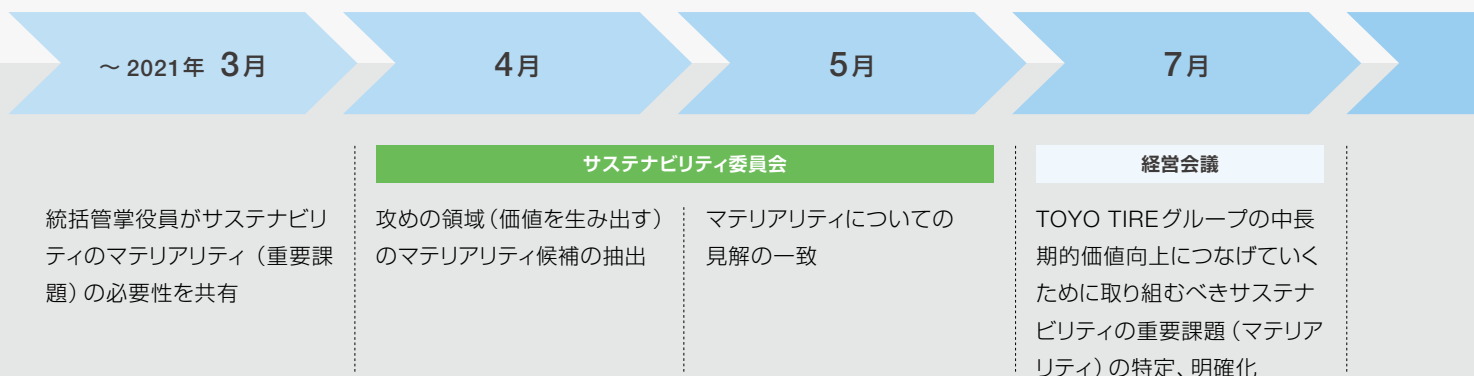 ～2021年 3月
4月
5月
7月
サステナビリティ委員会
経営会議
統括管掌役員がサステナビリ
ティのマテリアリティ（重要課
題）の必要性を共有
攻めの領域（価値を生み出す）
のマテリアリティ候補の抽出
マテリアリティについての
見解の一致
TOYO TIREグループの中長
期的価値向上につなげていく
ために取り組むべきサステナ
ビリティの重要課題（マテリア
リティ）の特定、明確化